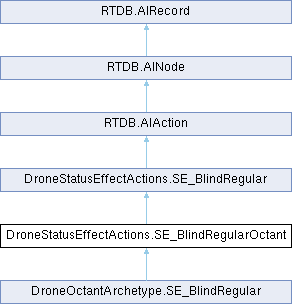 RTDB.AIRecord
RTDB.AINode
RTDB.AIAction
DroneStatusEffectActions.SE_BlindRegular
DroneStatusEffectActions.SE_BlindRegularOctant
DroneOctantArchetype.SE_BlindRegular